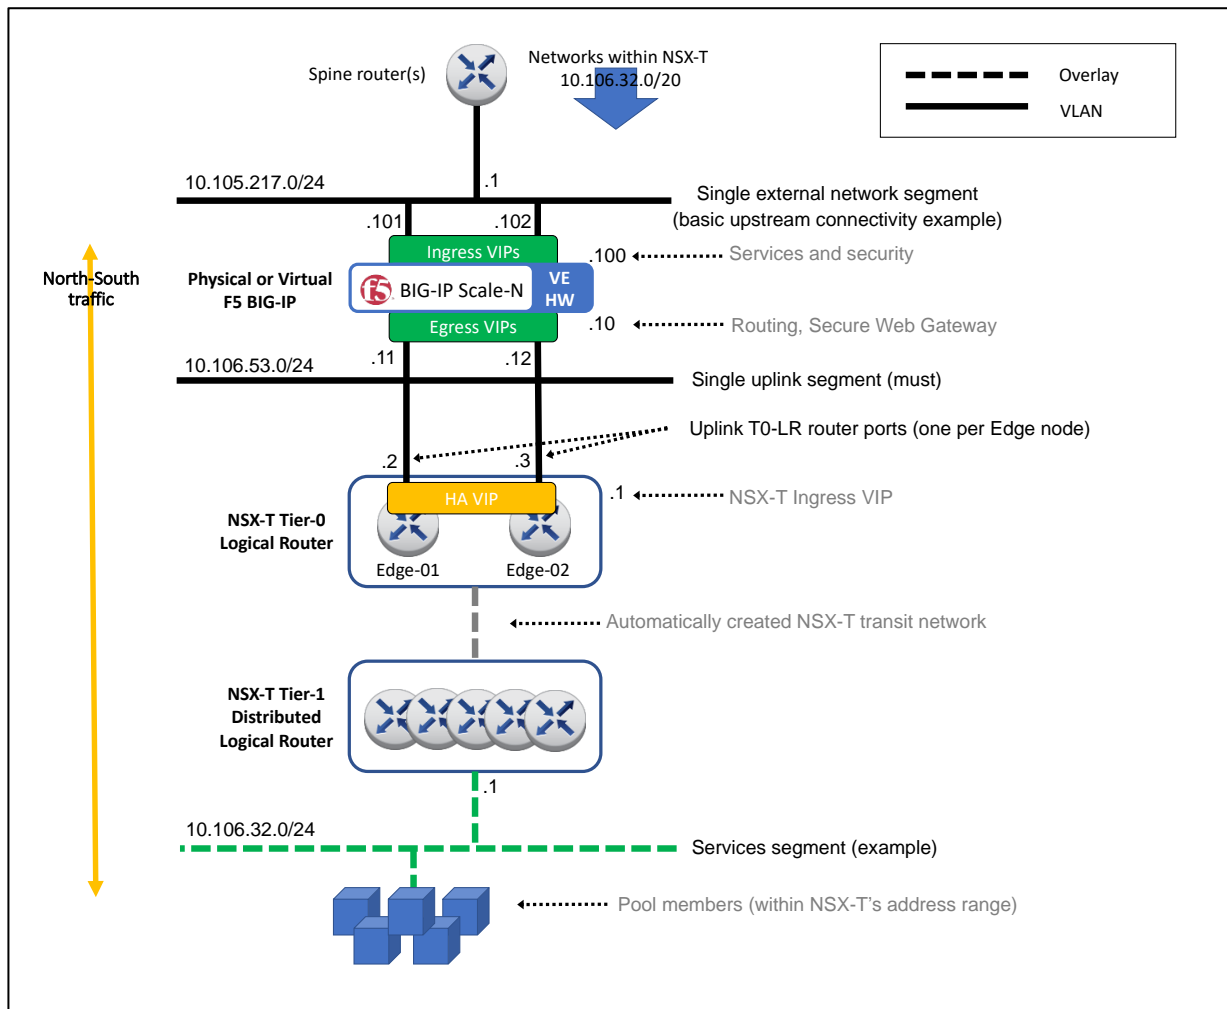 Spine router(s)
Networks within NSX-T
10.106.32.0/20
Overlay
VLAN
10.105.217.0/24
.1
Single external network segment
(basic upstream connectivity example)
.101
.102
Ingress VIPs
.100
Services and security
North-South
traffic
Physical or Virtual
F5 BIG-IP
f5
BIG-IP Scale-N
VE
HW
Egress VIPs
.10
Routing, Secure Web Gateway
.11
.12
10.106.53.0/24
Single uplink segment (must)
Uplink T0-LR router ports (one per Edge node)
.2
.3
HA VIP
.1
NSX-T Ingress VIP
NSX-T Tier-0
Logical Router
Edge-01
Edge-02
Automatically created NSX-T transit network
NSX-T Tier-1
Distributed
Logical Router
.1
10.106.32.0/24
Services segment (example)
Pool members (within NSX-T's address range)